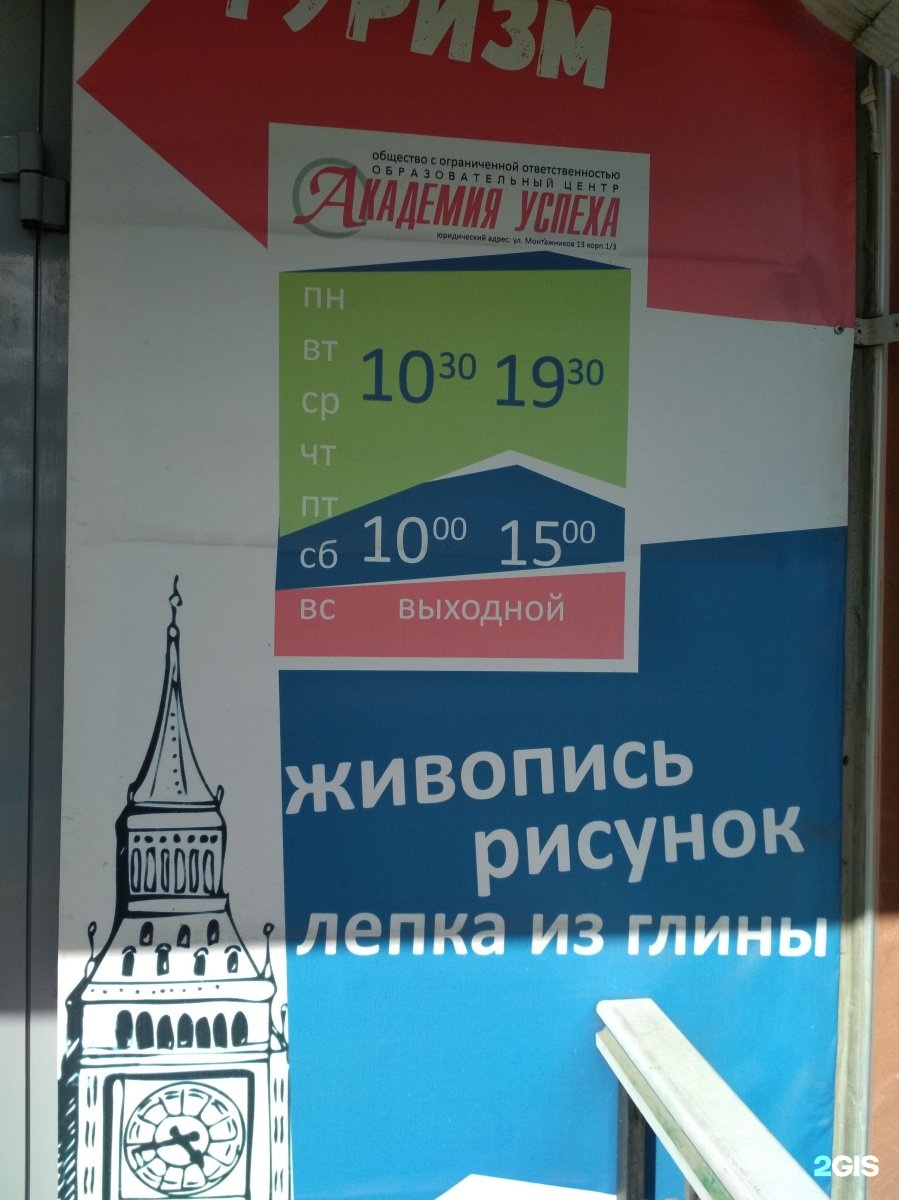 ТУРИЗМ
общество с ограниченной ответственностью
ОБРАЗОВАТЕЛЬНЫЙ ЦЕНТР
АКАДЕМИЯ УСПЕХА
юридический адрес: ул. Монтажников 13 корп.1/3
пн
вт
10 30 19 30
ср
чт
пт
сб 10 00 15 00
вс выходной
живопись
рисунок
лепка из глины
2GIS